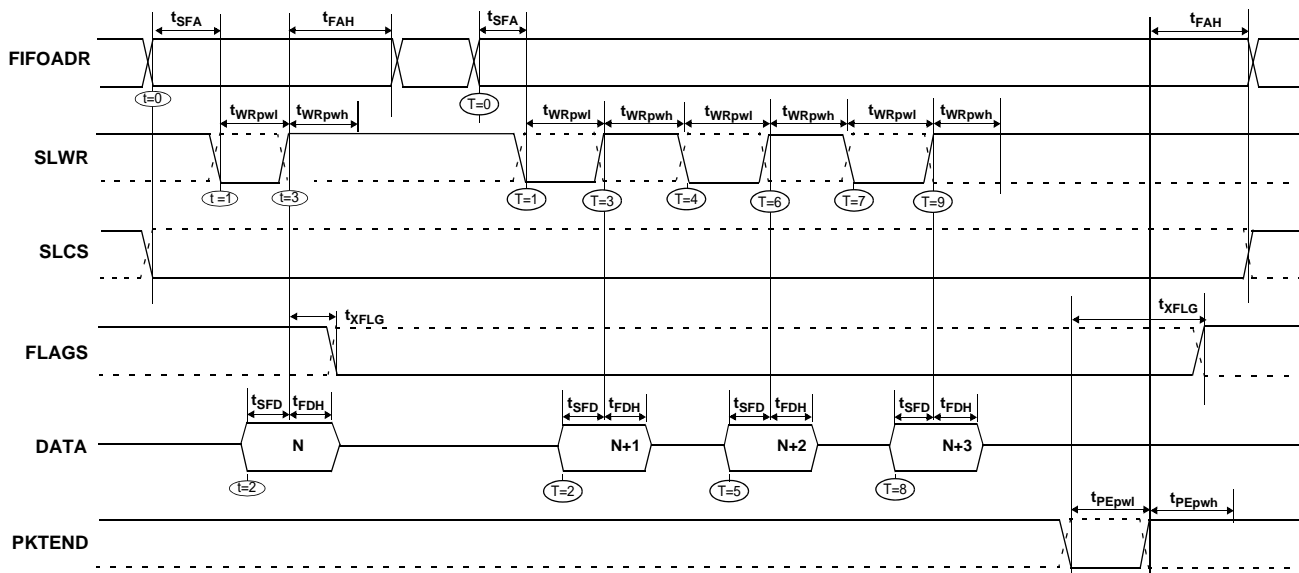 tSFA tFAH tSFA tFAH
FIFOADR
t=0 T=0
tWRpwl tWRpwh tWRpwl tWRpwh tWRpwl tWRpwh tWRpwl tWRpwh
SLWR
t =1 t=3 T=1 T=3 T=4 T=6 T=7 T=9
SLCS
tXFLG tXFLG
FLAGS
tSFD tFDH tSFD tFDH tSFD tFDH tSFD tFDH
DATA N N+1 N+2 N+3
t=2 T=2 T=5 T=8
tPEpwl tPEpwh
PKTEND